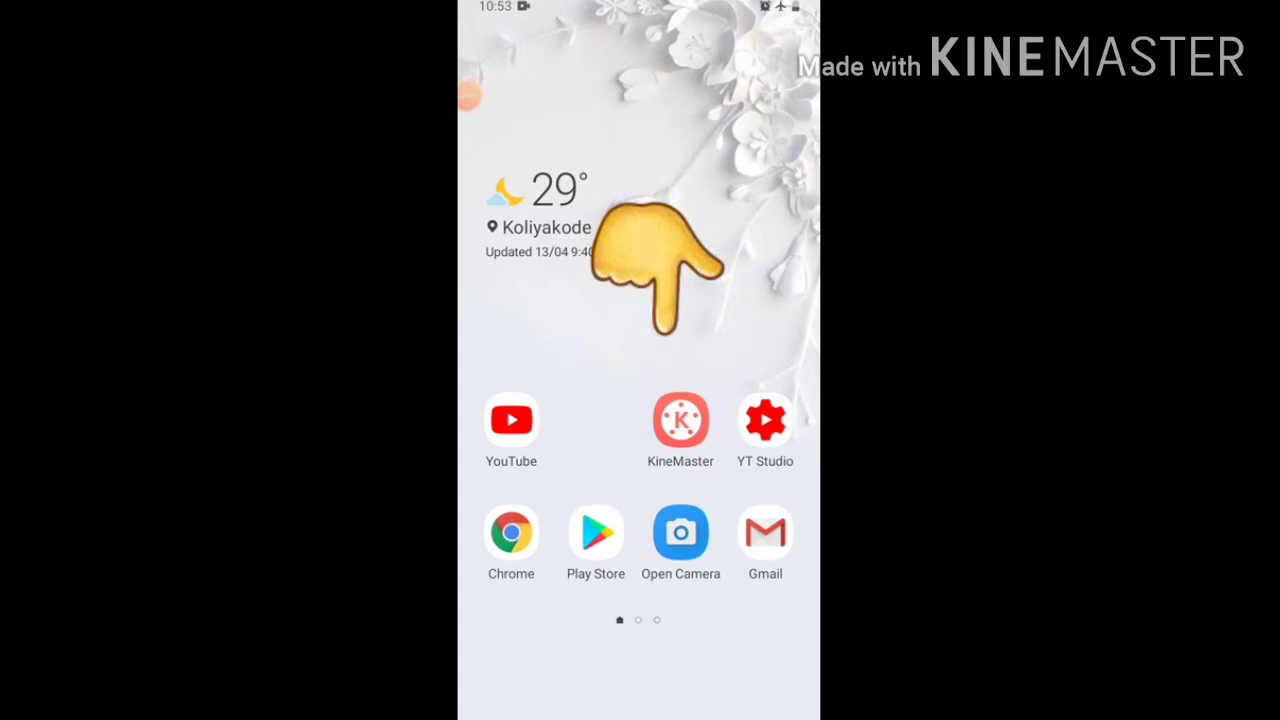 10:53
Made with KINEMASTER
29°
Koliyakode
Updated 13/04 9:40
YouTube
KineMaster
YT Studio
Chrome
Play Store
Open Camera
Gmail